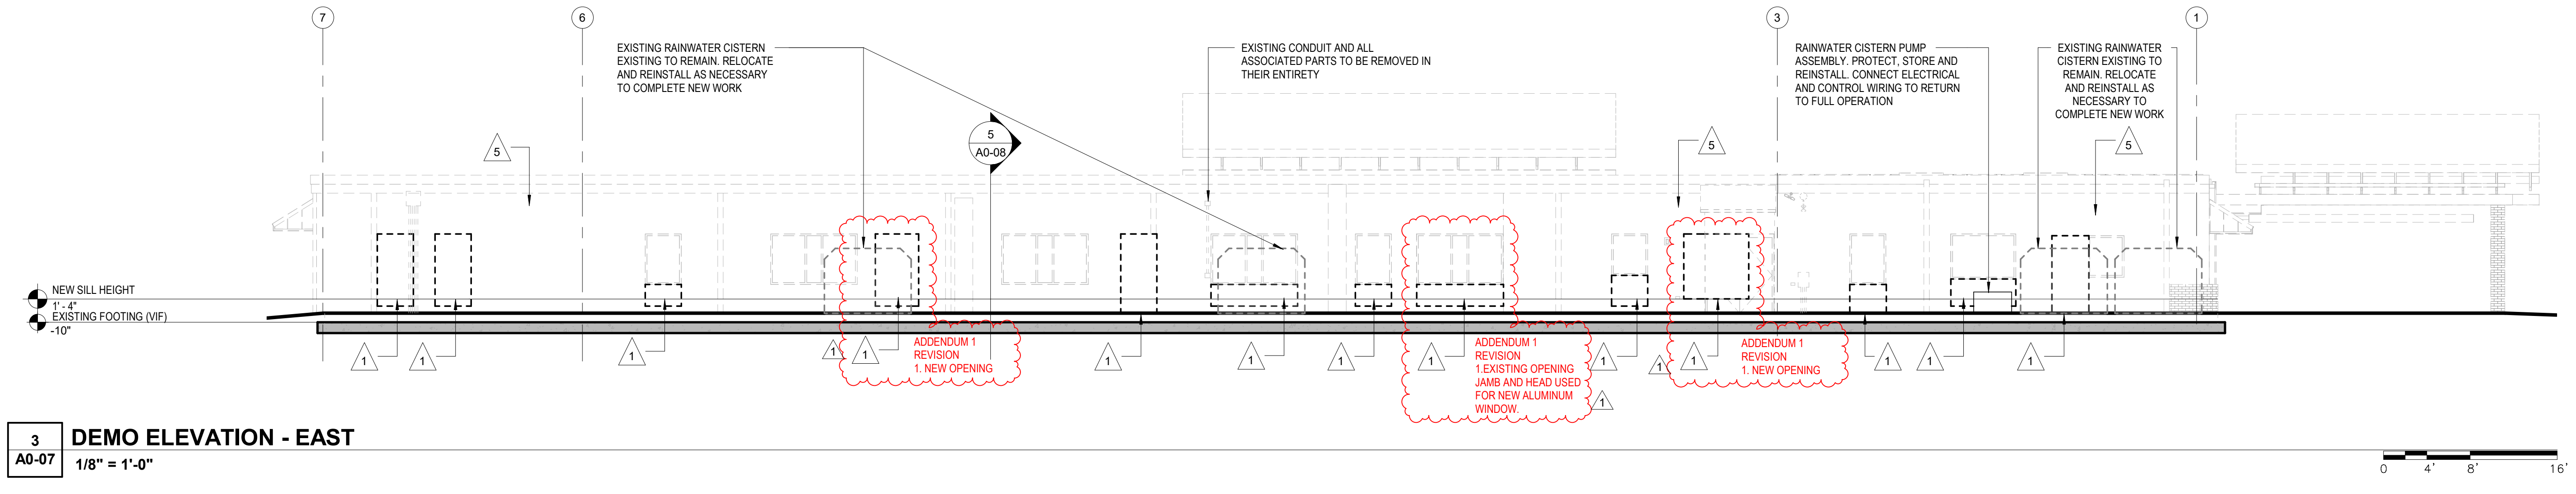 7
6
3
1
EXISTING RAINWATER CISTERN
EXISTING TO REMAIN. RELOCATE
AND REINSTALL AS NECESSARY
TO COMPLETE NEW WORK
EXISTING CONDUIT AND ALL
ASSOCIATED PARTS TO BE REMOVED IN
THEIR ENTIRETY
RAINWATER CISTERN PUMP
ASSEMBLY. PROTECT, STORE AND
REINSTALL. CONNECT ELECTRICAL
AND CONTROL WIRING TO RETURN
TO FULL OPERATION
EXISTING RAINWATER
CISTERN EXISTING TO
REMAIN. RELOCATE
AND REINSTALL AS
NECESSARY TO
COMPLETE NEW WORK
5
5
A0-08
5
5
NEW SILL HEIGHT
1' - 4"
EXISTING FOOTING (VIF)
-10"
1
1
1
1
1
ADDENDUM 1
REVISION
1. NEW OPENING
1
1
1
1
ADDENDUM 1
REVISION
1.EXISTING OPENING
JAMB AND HEAD USED
FOR NEW ALUMINUM
WINDOW.
1
1
1
1
ADDENDUM 1
REVISION
1. NEW OPENING
1
1
1
3
A0-07
DEMO ELEVATION - EAST
1/8" = 1'-0"
0 4' 8' 16'